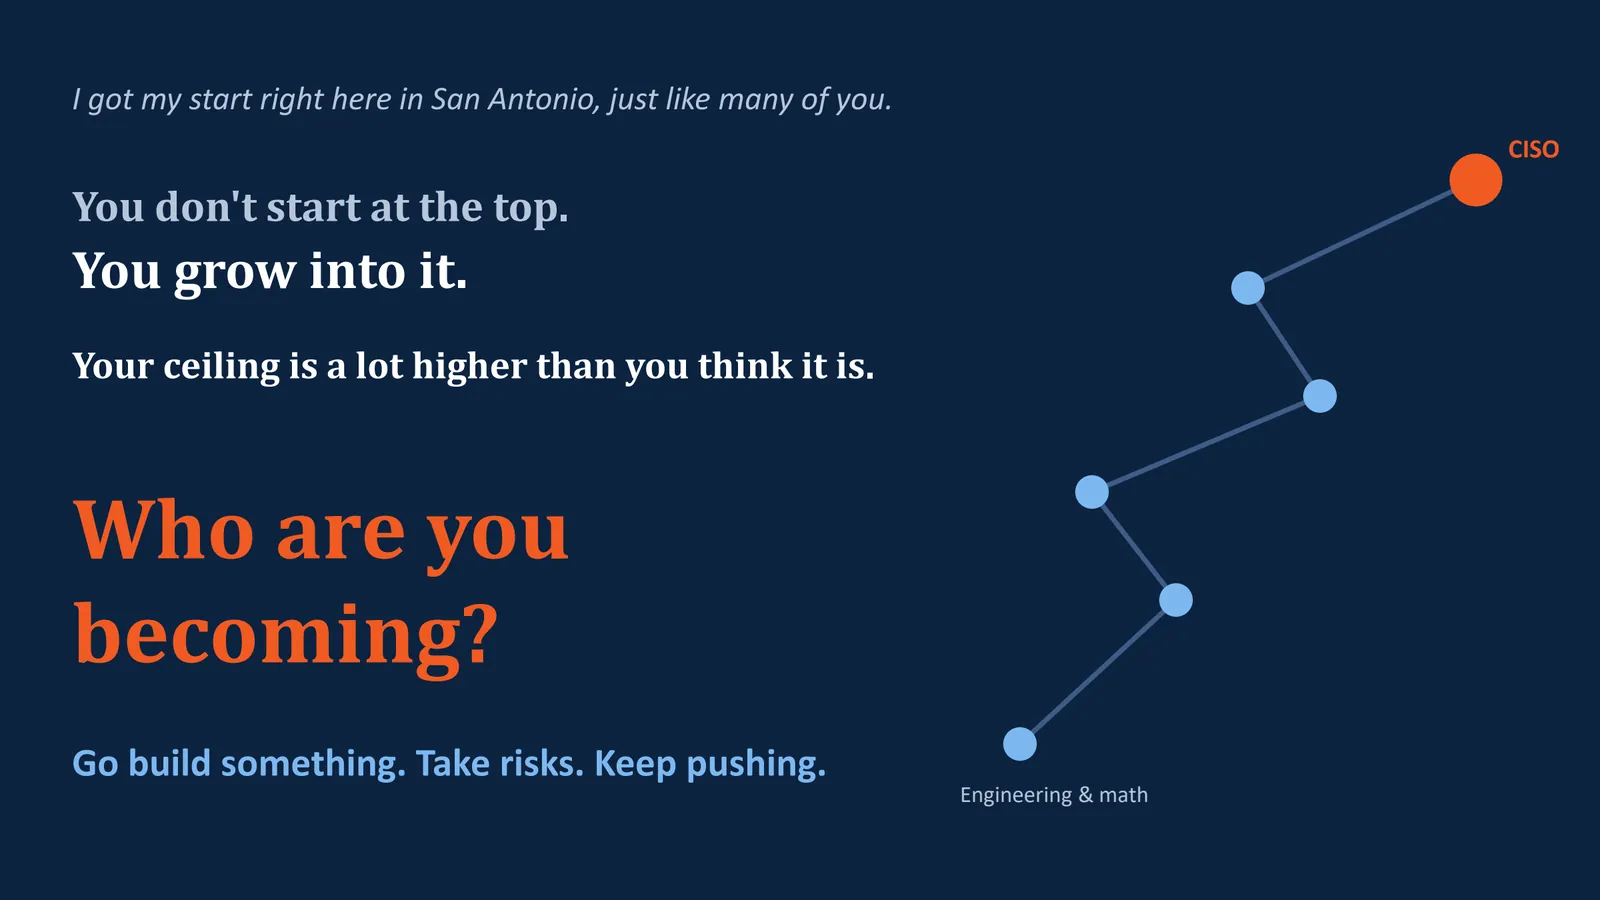 I got my start right here in San Antonio, just like many of you.
CISO
You don't start at the top.
You grow into it.
Your ceiling is a lot higher than you think it is.
Who are you
becoming?
Go build something. Take risks. Keep pushing.
Engineering & math